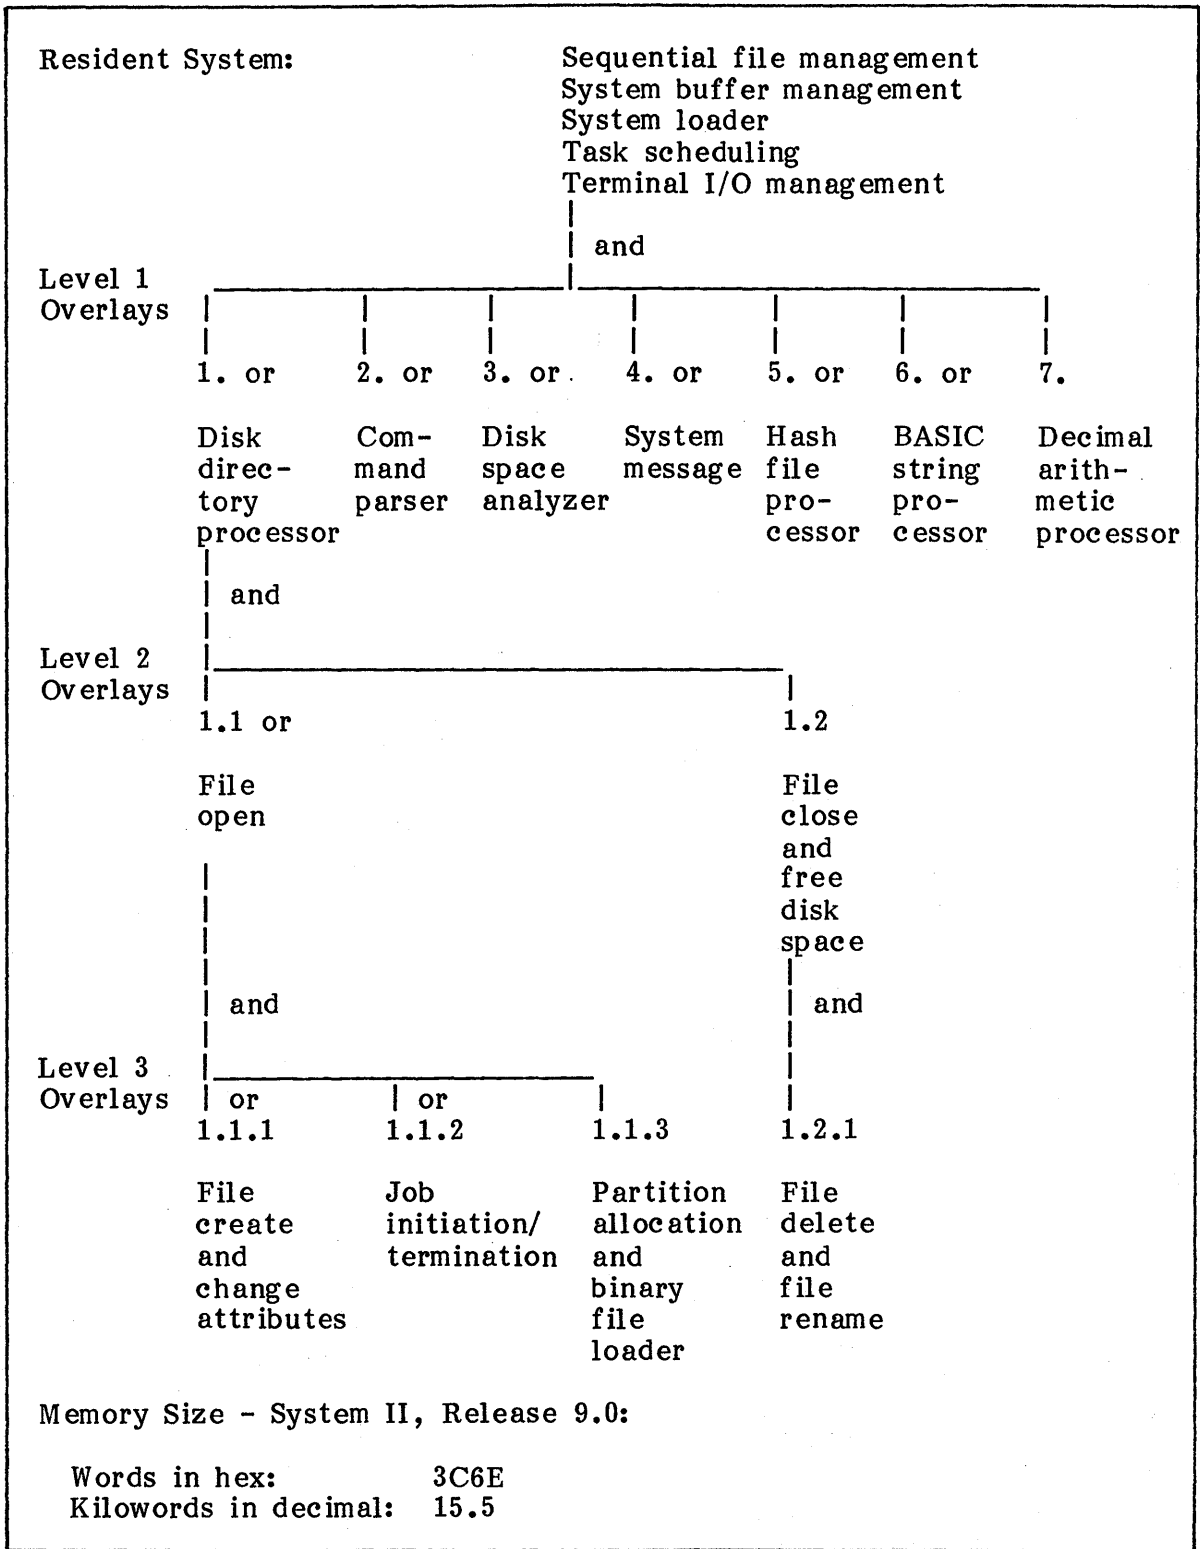 Resident System: Sequential file management
System buffer management
System loader
Task scheduling
Terminal I/O management
and
Level 1
Overlays
1. or 2. or 3. or 4. or 5. or 6. or 7.
Disk Com- Disk System Hash BASIC Decimal
direc- mand space message file string arith-
tory parser analyzer pro- pro- metic
processor cessor cessor processor
and
Level 2
Overlays
1.1 or 1.2
File File
open close
and
free
disk
space
and and
Level 3
Overlays or or
1.1.1 1.1.2 1.1.3 1.2.1
File Job Partition File
create initiation/ allocation delete
and termination and and
change binary file
attributes file rename
loader
Memory Size - System II, Release 9.0:
Words in hex: 3C6E
Kilowords in decimal: 15.5